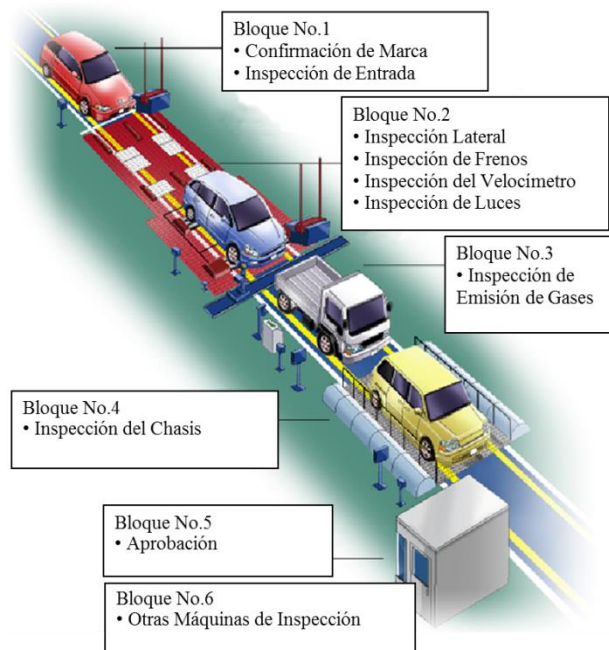 Bloque No.1
• Confirmación de Marca
• Inspección de Entrada
Bloque No.2
• Inspección Lateral
• Inspección de Frenos
• Inspección del Velocímetro
• Inspección de Luces
Bloque No.3
• Inspección de
Emisión de Gases
Bloque No.4
• Inspección del Chasis
Bloque No.5
• Aprobación
Bloque No.6
• Otras Máquinas de Inspección